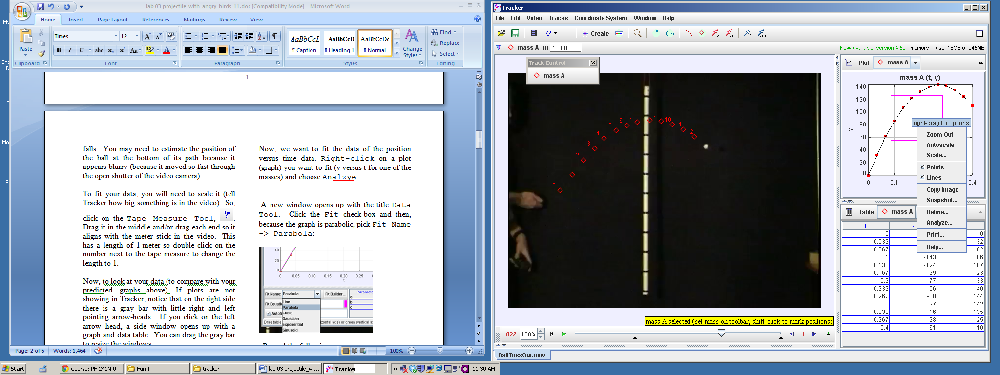 lab 03 projectile_with_angry_birds_11.doc [Compatibility Mode] - Microsoft Word
Home Insert Page Layout References Mailings Review View
Times 12
Paste
AaBbCcL AaBbCcD AaBbCcDd
¶ Caption ¶ Heading 1 ¶ Normal
Change Styles
Find
Replace
Select
Clipboard Font Paragraph Styles Editing
1
falls. You may need to estimate the position of
the ball at the bottom of its path because it
appears blurry (because it moved so fast through
the open shutter of the video camera).
To fit your data, you will need to scale it (tell
Tracker how big something is in the video). So,
click on the Tape Measure Tool, .
Drag it in the middle and/or drag each end so it
aligns with the meter stick in the video. This
has a length of 1-meter so double click on the
number next to the tape measure to change the
length to 1.
Now, to look at your data (to compare with your
predicted graphs above). If plots are not
showing in Tracker, notice that on the right side
there is a gray bar with little right and left
pointing arrow-heads. If you click on the left
arrow head, a side window opens up with a
graph and data table. You can drag the gray bar
to resize the windows.
Now, we want to fit the data of the position
versus time data. Right-click on a plot
(graph) you want to fit (y versus t for one of the
masses) and choose Analzye:
A new window opens up with the title Data
Tool. Click the Fit check-box and then,
because the graph is parabolic, pick Fit Name
-> Parabola:
40
20
0
0 0.05 0.10 0.15 0.20 0.25
t
Fit Name: Parabola Fit Builder... Paramete
Line
Parabola
Cubic
Gaussian
Exponential
Sinusoid
Fit Equatio
Autofi
a
b
c
Drag table
zontal axis) or green (vertical a
Page: 2 of 6 Words: 1,464 100%
Tracker
File Edit Video Tracks Coordinate System Window Help
Create
mass A m 1.000
Now available: version 4.50 memory in use: 18MB of 245MB
Track Control
mass A
0
1
2
3
4
5
6
7
8
9
10
11
12
mass A selected (set mass on toolbar, shift-click to mark positions)
022 100% 1
BallTossOut.mov
Plot mass A
mass A (t, y)
140
120
100
80
60
40
20
0
y
0 0.1 0.4
right-drag for options
Zoom Out
Autoscale
Scale...
Points
Lines
Copy Image
Snapshot...
Define...
Analyze...
Print...
Help...
Table mass A
t x
0 0
0.033 32
0.067 62
0.1 -143 86
0.133 -124 107
0.167 -99 123
0.2 -77 133
0.233 -56 140
0.267 -30 144
0.3 -7 142
0.333 16 135
0.367 38 125
0.4 61 110
Start Course: PH 241N-0... Fun 1 tracker lab 03 projectile_wi... Tracker 11:30 AM